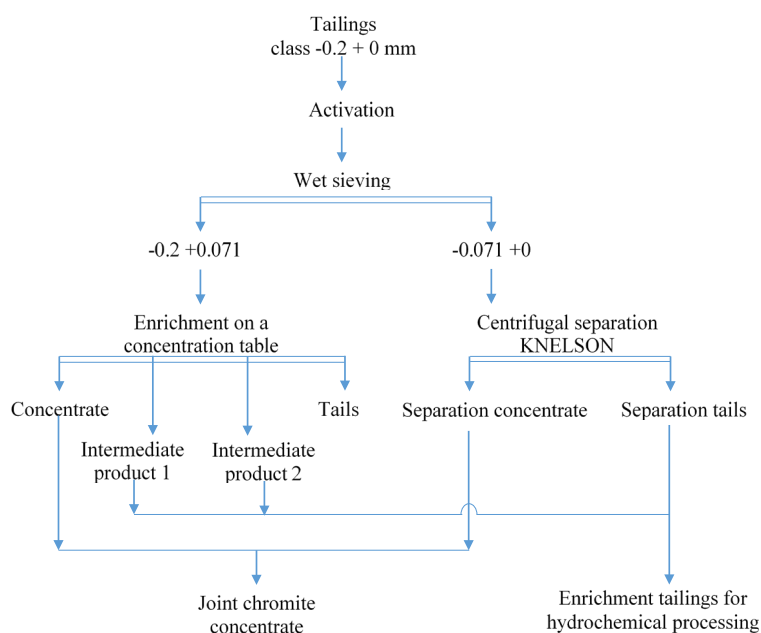 Tailings
class -0.2 + 0 mm
Activation
Wet sieving
-0.2 +0.071
-0.071 +0
Enrichment on a
concentration table
Centrifugal separation
KNELSON
Concentrate
Tails
Separation concentrate
Separation tails
Intermediate
product 1
Intermediate
product 2
Joint chromite
concentrate
Enrichment tailings for
hydrochemical processing